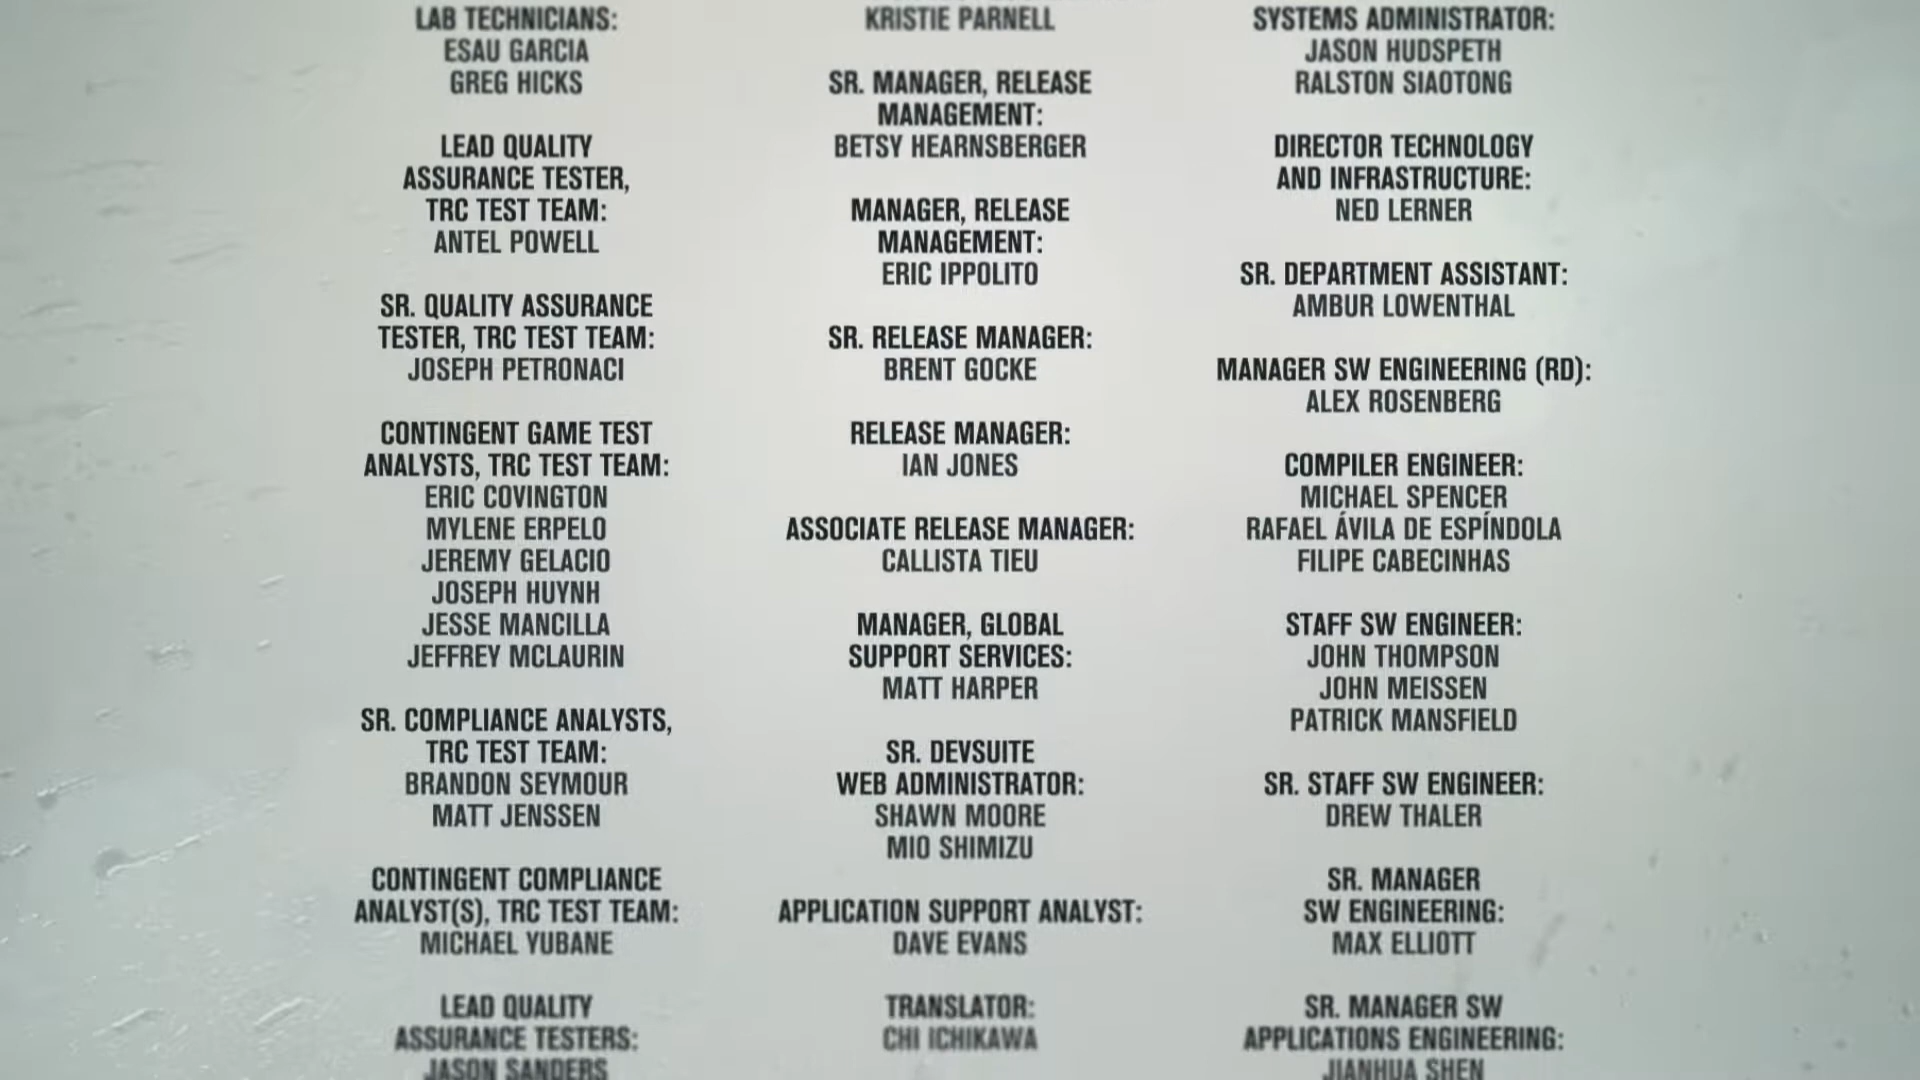 LAB TECHNICIANS:
ESAU GARCIA
GREG HICKS
LEAD QUALITY
ASSURANCE TESTER,
TRC TEST TEAM:
ANTEL POWELL
SR. QUALITY ASSURANCE
TESTER, TRC TEST TEAM:
JOSEPH PETRONACI
CONTINGENT GAME TEST
ANALYSTS, TRC TEST TEAM:
ERIC COVINGTON
MYLENE ERPELO
JEREMY GELACIO
JOSEPH HUYNH
JESSE MANCILLA
JEFFREY MCLAURIN
SR. COMPLIANCE ANALYSTS,
TRC TEST TEAM:
BRANDON SEYMOUR
MATT JENSSEN
CONTINGENT COMPLIANCE
ANALYST(S), TRC TEST TEAM:
MICHAEL YUBANE
LEAD QUALITY
ASSURANCE TESTERS:
JASON SANDERS
KRISTIE PARNELL
SR. MANAGER, RELEASE
MANAGEMENT:
BETSY HEARNSBERGER
MANAGER, RELEASE
MANAGEMENT:
ERIC IPPOLITO
SR. RELEASE MANAGER:
BRENT GOCKE
RELEASE MANAGER:
IAN JONES
ASSOCIATE RELEASE MANAGER:
CALLISTA TIEU
MANAGER, GLOBAL
SUPPORT SERVICES:
MATT HARPER
SR. DEVSUITE
WEB ADMINISTRATOR:
SHAWN MOORE
MIO SHIMIZU
APPLICATION SUPPORT ANALYST:
DAVE EVANS
TRANSLATOR:
CHI ICHIKAWA
SYSTEMS ADMINISTRATOR:
JASON HUDSPETH
RALSTON SIAOTONG
DIRECTOR TECHNOLOGY
AND INFRASTRUCTURE:
NED LERNER
SR. DEPARTMENT ASSISTANT:
AMBUR LOWENTHAL
MANAGER SW ENGINEERING (RD):
ALEX ROSENBERG
COMPILER ENGINEER:
MICHAEL SPENCER
RAFAEL ÁVILA DE ESPÍNDOLA
FILIPE CABECINHAS
STAFF SW ENGINEER:
JOHN THOMPSON
JOHN MEISSEN
PATRICK MANSFIELD
SR. STAFF SW ENGINEER:
DREW THALER
SR. MANAGER
SW ENGINEERING:
MAX ELLIOTT
SR. MANAGER SW
APPLICATIONS ENGINEERING:
JIANHUA SHEN